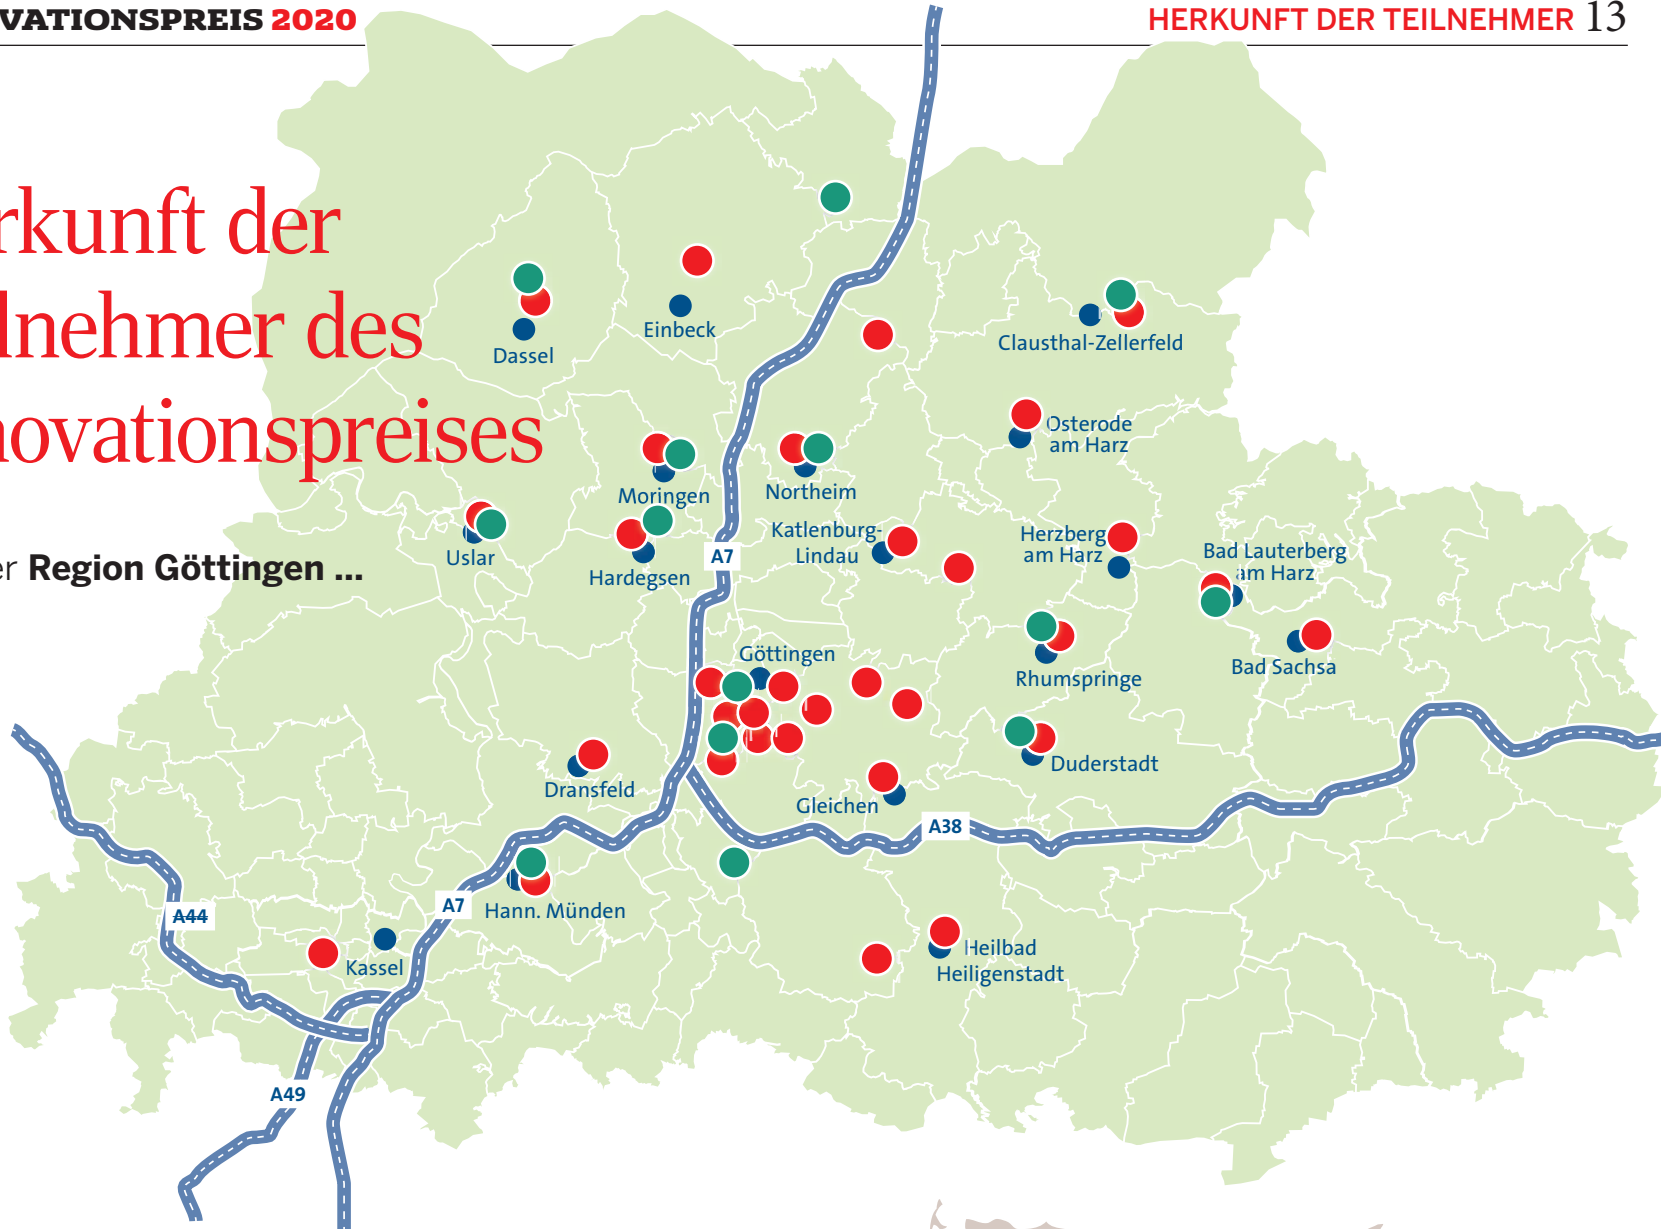 VATIONSPREIS 2020
HERKUNFT DER TEILNEHMER 13
rkunft der
lnehmer des
novationspreises
er Region Göttingen ...
Dassel
Einbeck
Clausthal-Zellerfeld
Osterode
am Harz
Moringen
Northeim
Uslar
Hardegsen
A7
Katlenburg-
Lindau
Herzberg
am Harz
Bad Lauterberg
am Harz
Göttingen
Rhumspringe
Bad Sachsa
Dransfeld
Duderstadt
Gleichen
A38
A44
A7
Hann. Münden
Kassel
Heilbad
Heiligenstadt
A49